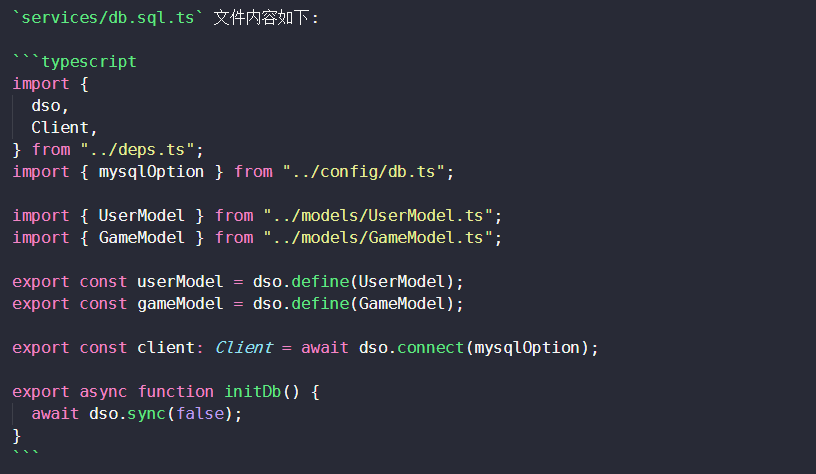 `services/db.sql.ts` 文件内容如下:
```typescript
import {
  dso,
  Client,
} from "../deps.ts";
import { mysqlOption } from "../config/db.ts";
import { UserModel } from "../models/UserModel.ts";
import { GameModel } from "../models/GameModel.ts";
export const userModel = dso.define(UserModel);
export const gameModel = dso.define(GameModel);
export const client: Client = await dso.connect(mysqlOption);
export async function initDb() {
  await dso.sync(false);
}
```